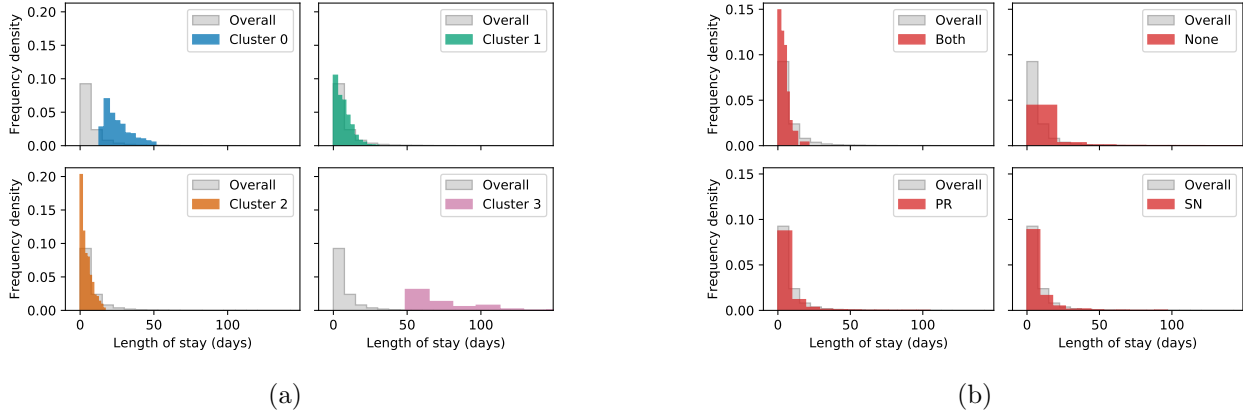 Frequency density
0.20
0.15
0.10
0.05
0.00
Overall
Cluster 0
Overall
Cluster 1
Frequency density
0.20
0.15
0.10
0.05
0.00
Overall
Cluster 2
Overall
Cluster 3
0
50
100
Length of stay (days)
0
50
100
Length of stay (days)
(a)
Frequency density
0.15
0.10
0.05
0.00
Overall
Both
Overall
None
Frequency density
0.15
0.10
0.05
0.00
Overall
PR
Overall
SN
0
50
100
Length of stay (days)
0
50
100
Length of stay (days)
(b)